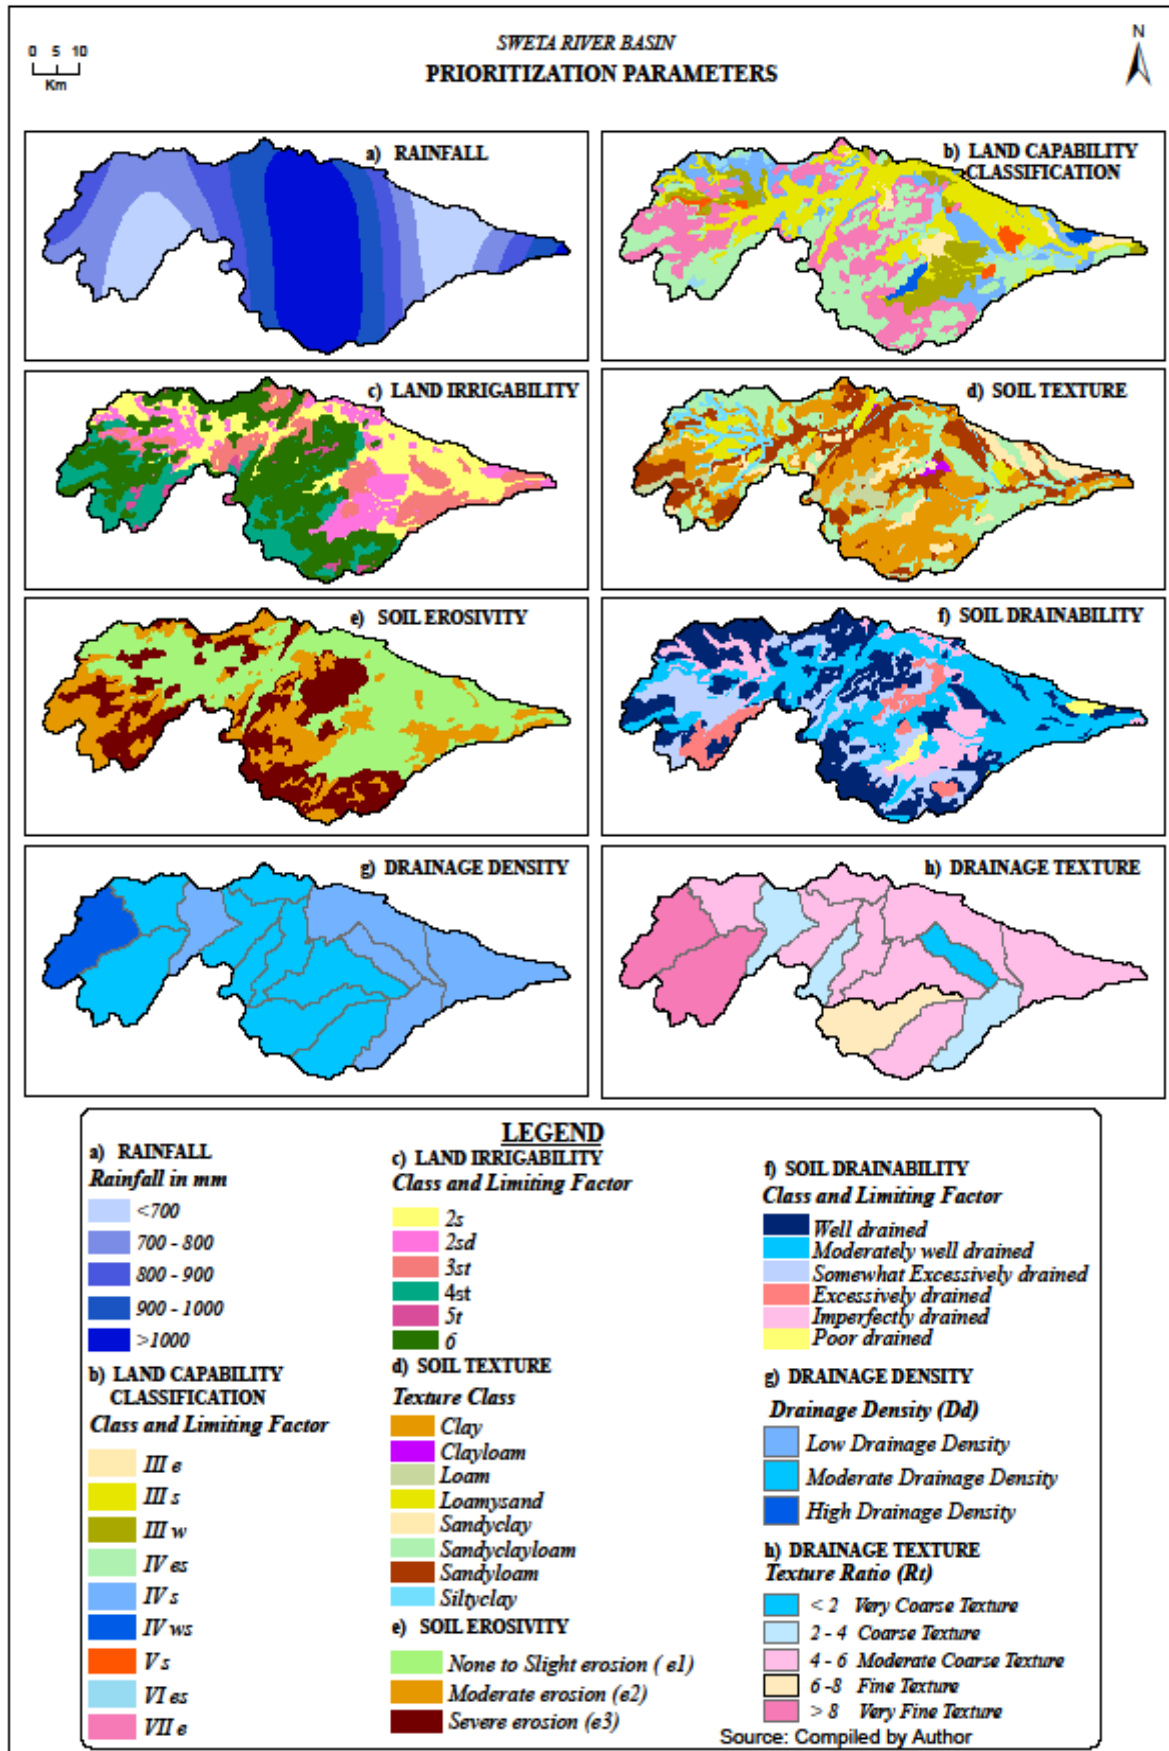 0 5 10
Km
SWETA RIVER BASIN
PRIORITIZATION PARAMETERS
N
a) RAINFALL
b) LAND CAPABILITY
CLASSIFICATION
c) LAND IRRIGABILITY
d) SOIL TEXTURE
e) SOIL EROSIVITY
f) SOIL DRAINABILITY
g) DRAINAGE DENSITY
h) DRAINAGE TEXTURE
LEGEND
a) RAINFALL
Rainfall in mm
<700
700 - 800
800 - 900
900 - 1000
>1000
b) LAND CAPABILITY
CLASSIFICATION
Class and Limiting Factor
III e
III s
III w
IV es
IV s
IV ws
V s
VI es
VII e
c) LAND IRRIGABILITY
Class and Limiting Factor
2s
2sd
3st
4st
5t
6
d) SOIL TEXTURE
Texture Class
Clay
Clayloam
Loam
Loamysand
Sandyclay
Sandyclayloam
Sandyloam
Siltyclay
e) SOIL EROSIVITY
None to Slight erosion ( e1)
Moderate erosion (e2)
Severe erosion (e3)
f) SOIL DRAINABILITY
Class and Limiting Factor
Well drained
Moderately well drained
Somewhat Excessively drained
Excessively drained
Imperfectly drained
Poor drained
g) DRAINAGE DENSITY
Drainage Density (Dd)
Low Drainage Density
Moderate Drainage Density
High Drainage Density
h) DRAINAGE TEXTURE
Texture Ratio (Rt)
< 2 Very Coarse Texture
2 - 4 Coarse Texture
4 - 6 Moderate Coarse Texture
6 -8 Fine Texture
> 8 Very Fine Texture
Source: Compiled by Author